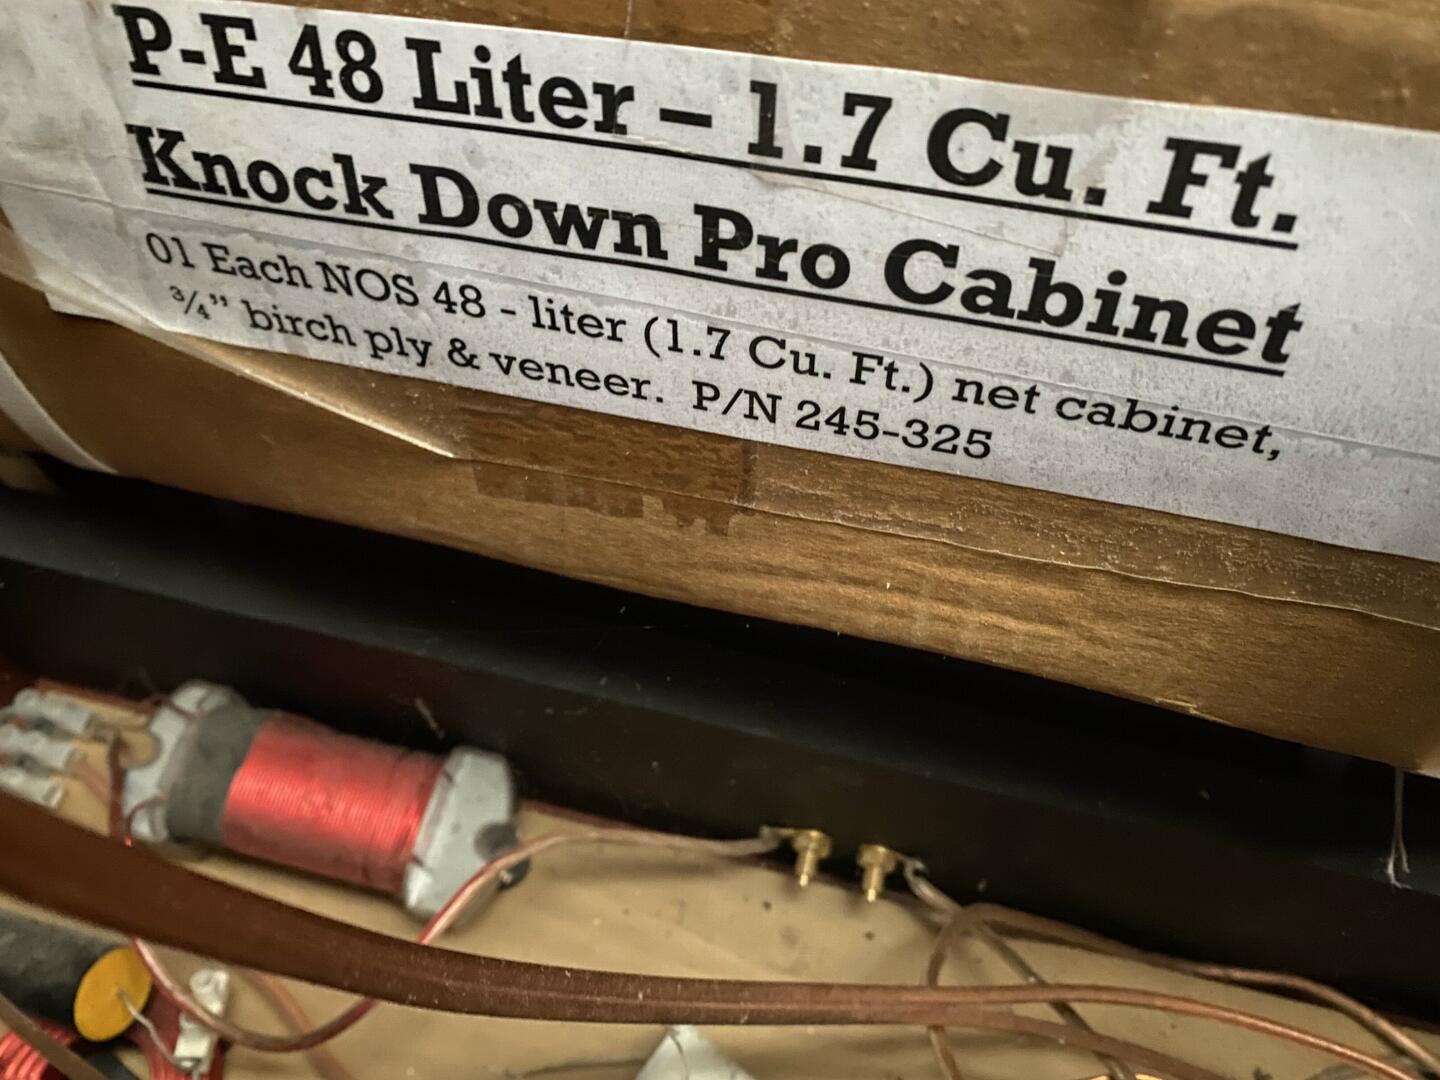 P-E 48 Liter – 1.7 Cu. Ft.
Knock Down Pro Cabinet
01 Each NOS 48 - liter (1.7 Cu. Ft.) net cabinet,
¾” birch ply & veneer. P/N 245-325